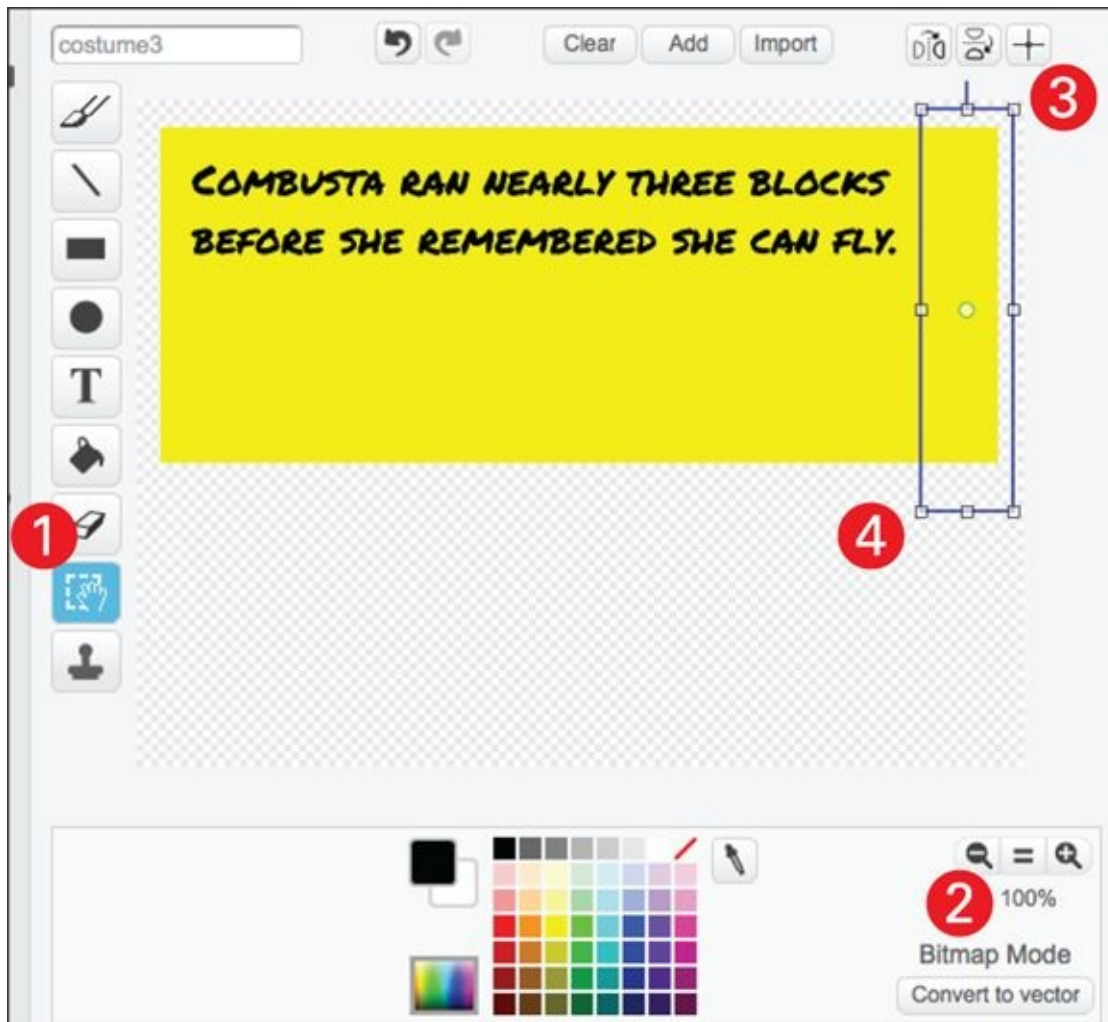 costume3
Clear
Add
Import
3
COMBUSTA RAN NEARLY THREE BLOCKS
BEFORE SHE REMEMBERED SHE CAN FLY.
T
1
4
100%
2
Bitmap Mode
Convert to vector